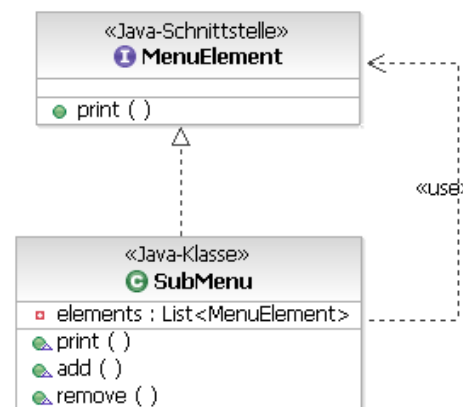 «Java-Schnittstelle»
MenuElement
print ( )
«use»
«Java-Klasse»
SubMenu
elements : List<MenuElement>
print ( )
add ( )
remove ( )